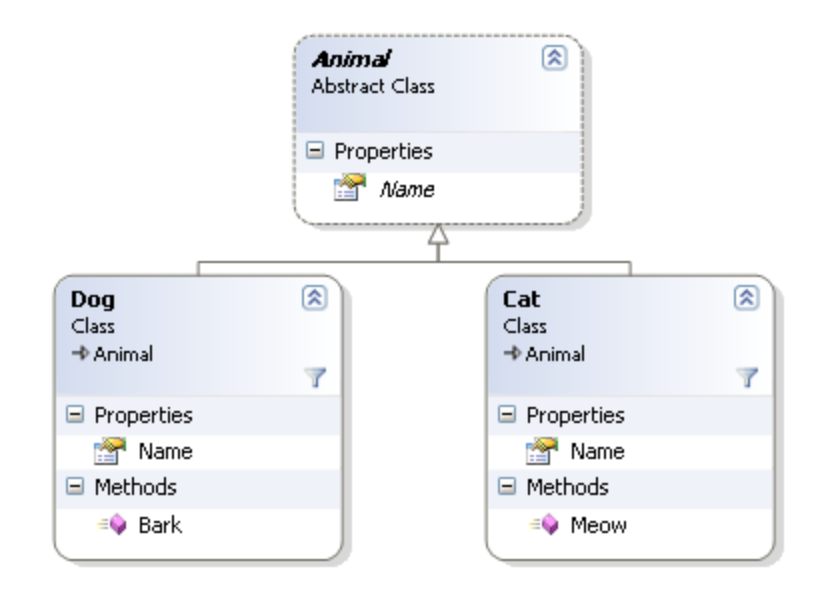 Animal
Abstract Class
Properties
Name
Dog
Class
Animal
Properties
Name
Methods
Bark
Cat
Class
Animal
Properties
Name
Methods
Meow